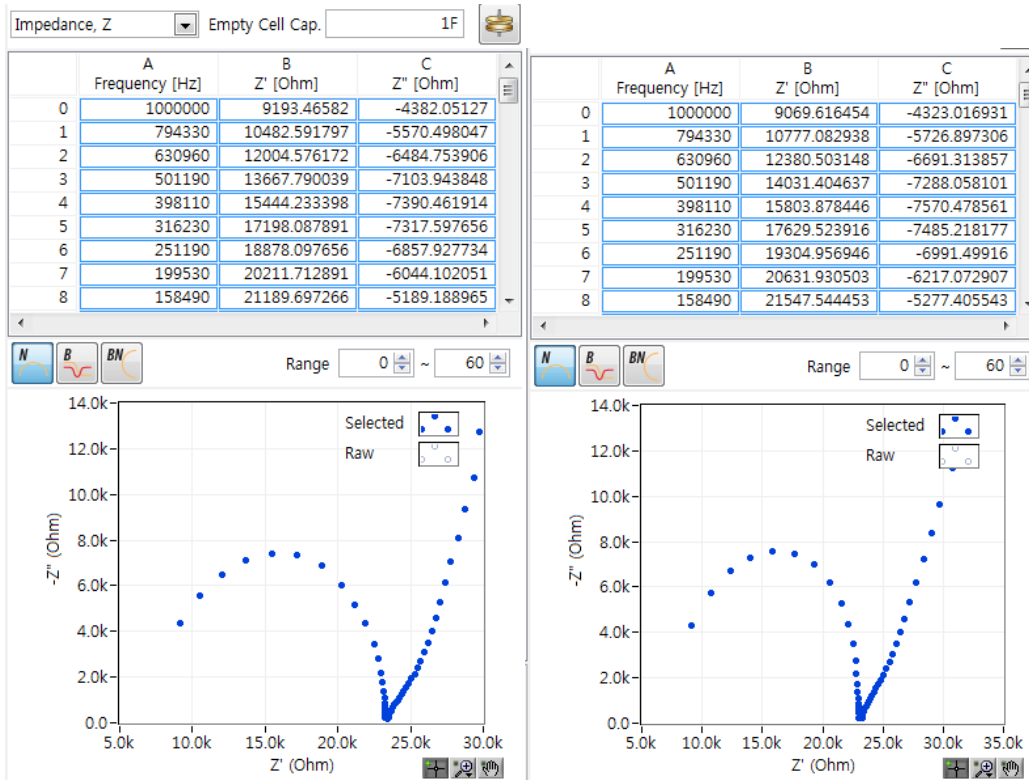 Impedance, Z Empty Cell Cap. 1F
A B C
Frequency [Hz] Z' [Ohm] Z" [Ohm]
0 1000000 9193.46582 -4382.05127
1 794330 10482.591797 -5570.498047
2 630960 12004.576172 -6484.753906
3 501190 13667.790039 -7103.943848
4 398110 15444.233398 -7390.461914
5 316230 17198.087891 -7317.597656
6 251190 18878.097656 -6857.927734
7 199530 20211.712891 -6044.102051
8 158490 21189.697266 -5189.188965
N B BN Range 0 ~ 60
14.0k
Selected
Raw
12.0k
10.0k
8.0k
-Z" (Ohm)
6.0k
4.0k
2.0k
0.0
5.0k 10.0k 15.0k 20.0k 25.0k 30.0k
Z' (Ohm)
A B C
Frequency [Hz] Z' [Ohm] Z" [Ohm]
0 1000000 9069.616454 -4323.016931
1 794330 10777.082938 -5726.897306
2 630960 12380.503148 -6691.313857
3 501190 14031.404637 -7288.058101
4 398110 15803.878446 -7570.478561
5 316230 17629.523916 -7485.218177
6 251190 19304.956946 -6991.49916
7 199530 20631.930503 -6217.072907
8 158490 21547.544453 -5277.405543
N B BN Range 0 ~ 60
14.0k
Selected
Raw
12.0k
10.0k
8.0k
-Z" (Ohm)
6.0k
4.0k
2.0k
0.0
5.0k 10.0k 15.0k 20.0k 25.0k 30.0k 35.0k
Z' (Ohm)